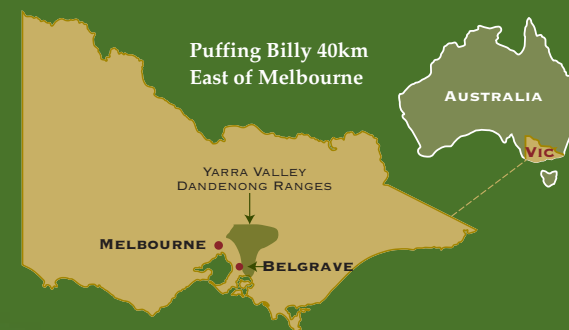 Puffing Billy 40km
East of Melbourne
AUSTRALIA
VIC
YARRA VALLEY
DANDENONG RANGES
MELBOURNE
BELGRAVE